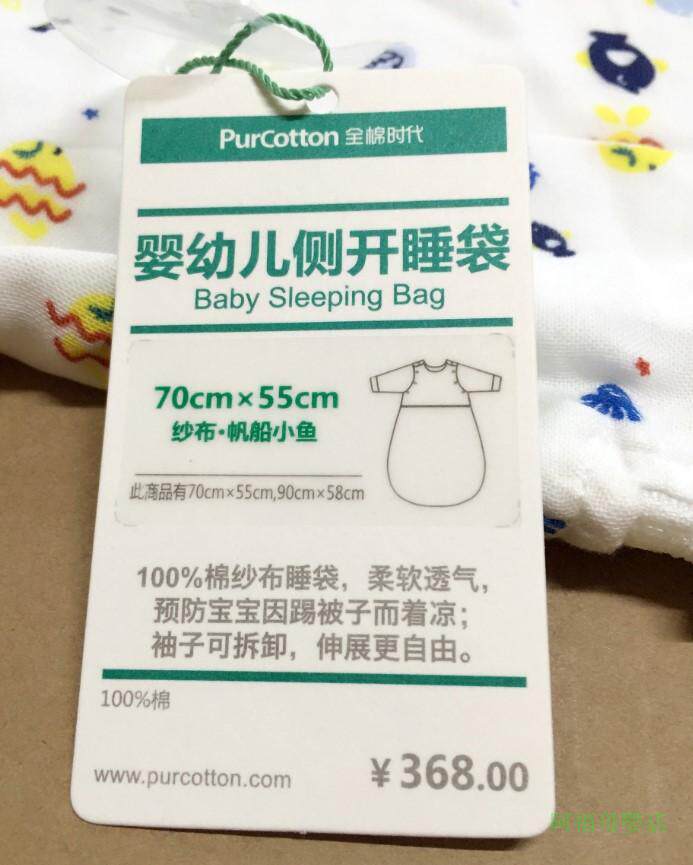 PurCotton 全棉时代
婴幼儿侧开睡袋
Baby Sleeping Bag
70cm×55cm
纱布·帆船小鱼
此商品有70cm×55cm,90cm×58cm
100%棉纱布睡袋，柔软透气，
预防宝宝因踢被子而着凉；
袖子可拆卸，伸展更自由。
100%棉
www.purcotton.com
¥368.00